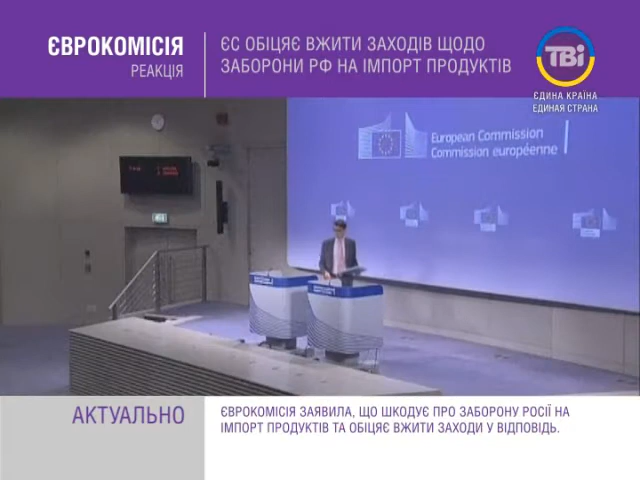 ЄВРОКОМІСІЯ
РЕАКЦІЯ
ЄС ОБІЦЯЄ ВЖИТИ ЗАХОДІВ ЩОДО
ЗАБОРОНИ РФ НА ІМПОРТ ПРОДУКТІВ
ТВі
ЄДИНА КРАЇНА
ЕДИНАЯ СТРАНА
European Commission
Commission européenne
АКТУАЛЬНО
ЄВРОКОМІСІЯ ЗАЯВИЛА, ЩО ШКОДУЄ ПРО ЗАБОРОНУ РОСІЇ НА
ІМПОРТ ПРОДУКТІВ ТА ОБІЦЯЄ ВЖИТИ ЗАХОДИ У ВІДПОВІДЬ.